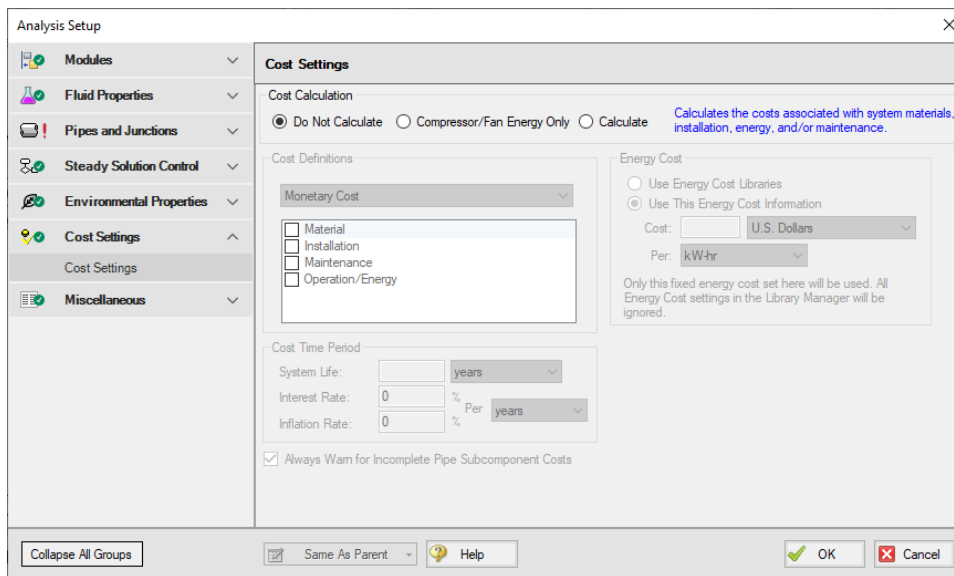 Analysis Setup
Modules
Fluid Properties
Pipes and Junctions
Steady Solution Control
Environmental Properties
Cost Settings
Cost Settings
Miscellaneous
Cost Settings
Cost Calculation
Do Not Calculate
Compressor/Fan Energy Only
Calculate
Calculates the costs associated with system materials,
installation, energy, and/or maintenance.
Cost Definitions
Monetary Cost
Material
Installation
Maintenance
Operation/Energy
Energy Cost
Use Energy Cost Libraries
Use This Energy Cost Information
Cost:
U.S. Dollars
Per:
kW-hr
Only this fixed energy cost set here will be used. All
Energy Cost settings in the Library Manager will be
ignored.
Cost Time Period
System Life:
years
Interest Rate:
0
%
Inflation Rate:
0
%
Per
years
Always Warn for Incomplete Pipe Subcomponent Costs
Collapse All Groups
Same As Parent
Help
OK
Cancel